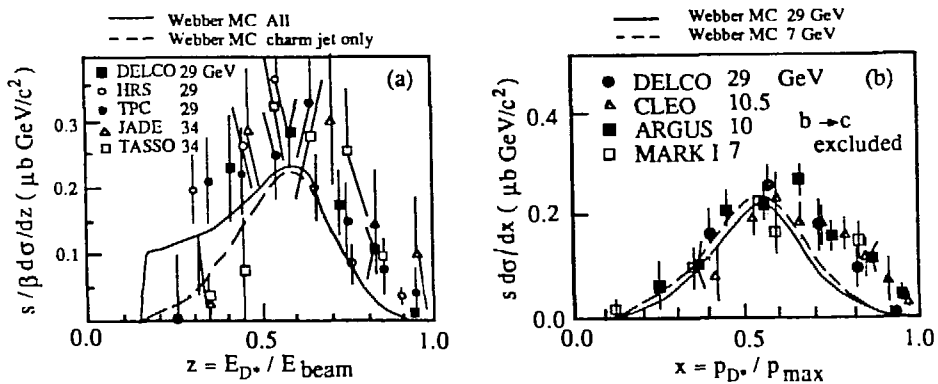 Webber MC All
Webber MC charm jet only
DELCO 29 GeV
HRS 29
TPC 29
JADE 34
TASSO 34
(a)
s/β dσ/dz ( μb GeV/c²)
0.3
0.2
0.1
0.0
0.5
1.0
z = E_D* / E_beam
Webber MC 29 GeV
Webber MC 7 GeV
DELCO 29 GeV
CLEO 10.5
ARGUS 10
MARK I 7
(b)
b → c
excluded
s dσ/dx ( μb GeV/c²)
0.4
0.2
0.0
0.0
0.5
1.0
x = p_D* / p_max